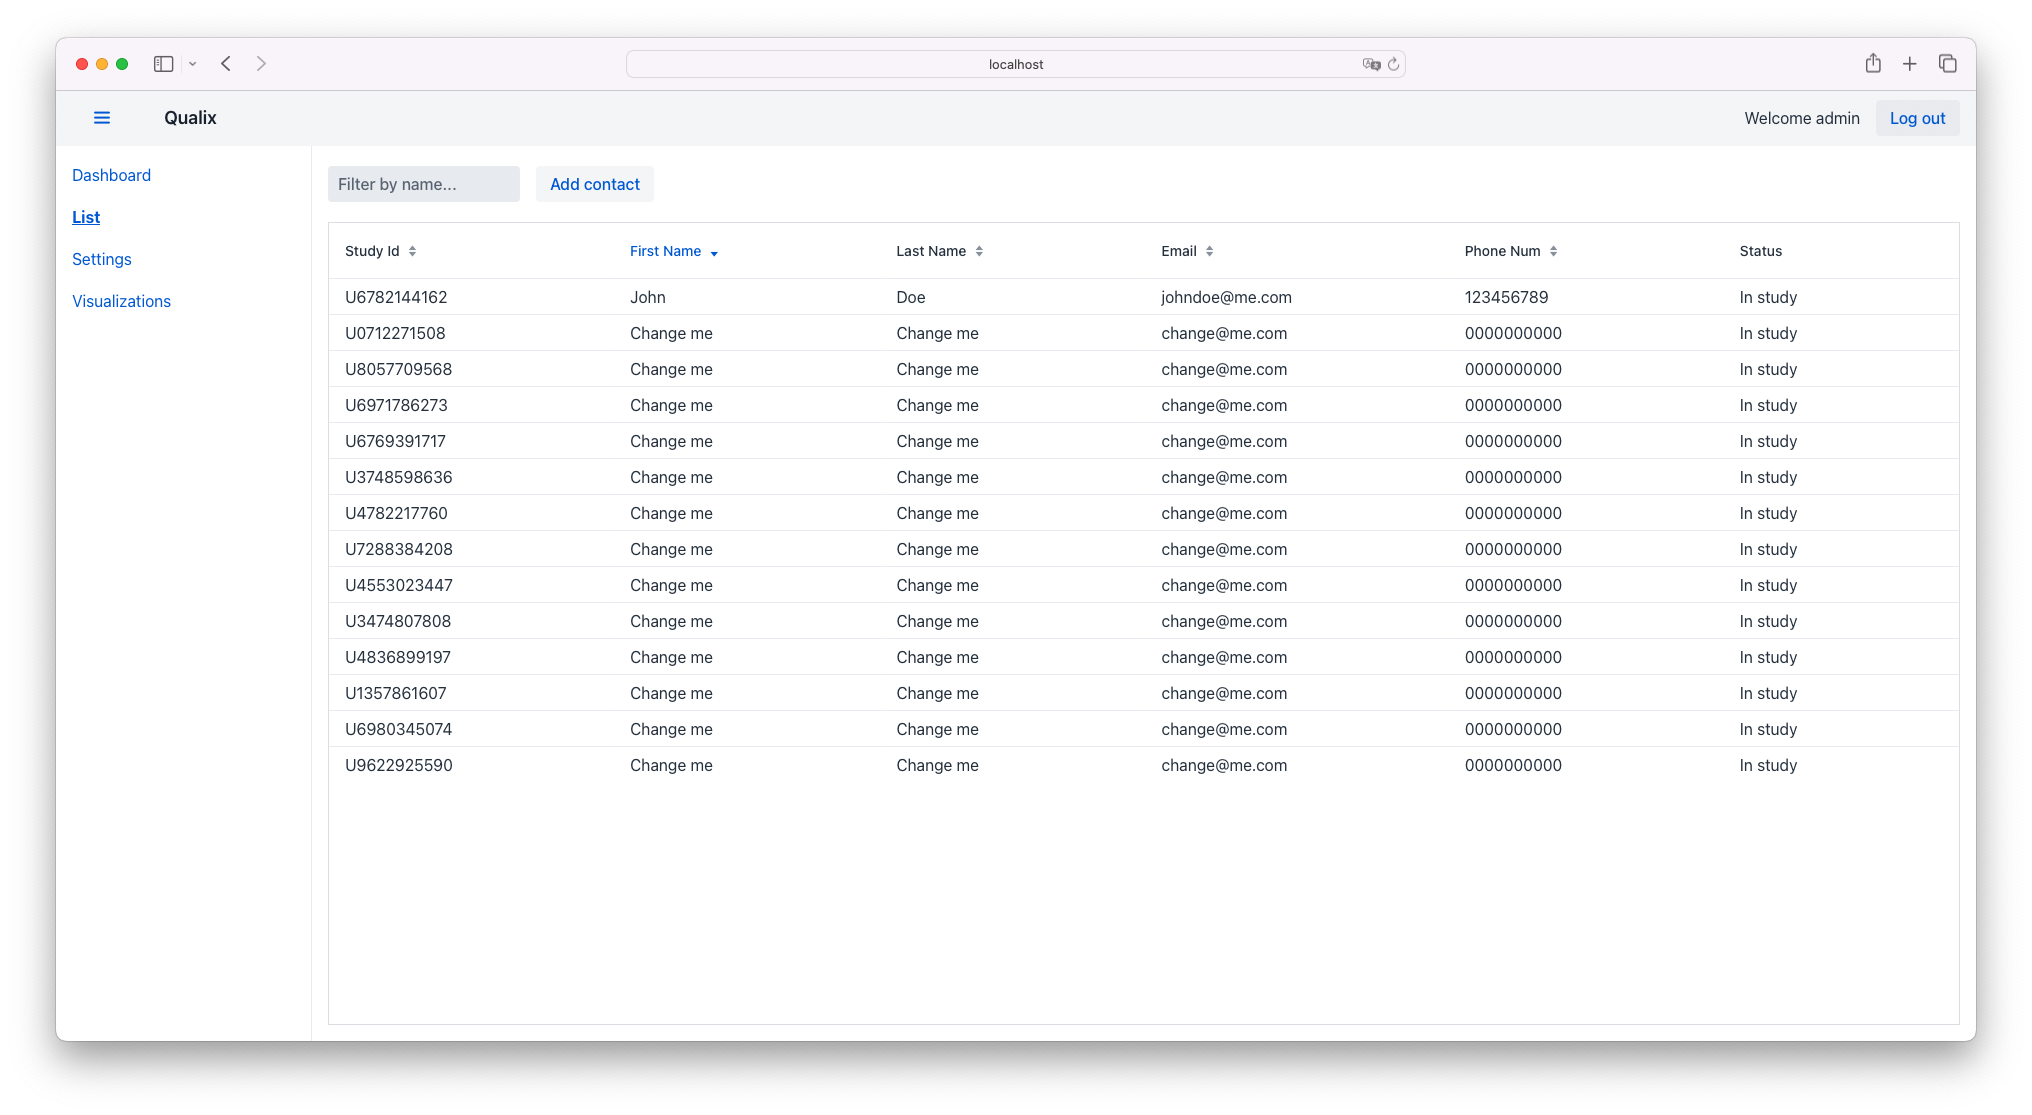 localhost
Qualix
Welcome admin Log out
Dashboard
List
Settings
Visualizations
Filter by name... Add contact
Study Id First Name Last Name Email Phone Num Status
U6782144162 John Doe johndoe@me.com 123456789 In study
U0712271508 Change me Change me change@me.com 0000000000 In study
U8057709568 Change me Change me change@me.com 0000000000 In study
U6971786273 Change me Change me change@me.com 0000000000 In study
U6769391717 Change me Change me change@me.com 0000000000 In study
U3748598636 Change me Change me change@me.com 0000000000 In study
U4782217760 Change me Change me change@me.com 0000000000 In study
U7288384208 Change me Change me change@me.com 0000000000 In study
U4553023447 Change me Change me change@me.com 0000000000 In study
U3474807808 Change me Change me change@me.com 0000000000 In study
U4836899197 Change me Change me change@me.com 0000000000 In study
U1357861607 Change me Change me change@me.com 0000000000 In study
U6980345074 Change me Change me change@me.com 0000000000 In study
U9622925590 Change me Change me change@me.com 0000000000 In study